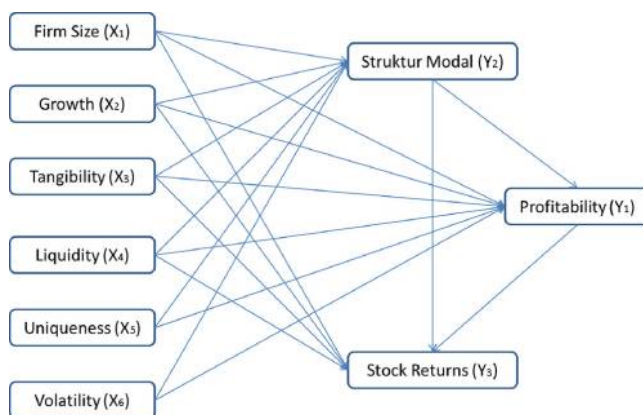 Firm Size (X₁)
Struktur Modal (Y₂)
Growth (X₂)
Tangibility (X₃)
Profitability (Y₁)
Liquidity (X₄)
Uniqueness (X₅)
Stock Returns (Y₃)
Volatility (X₆)